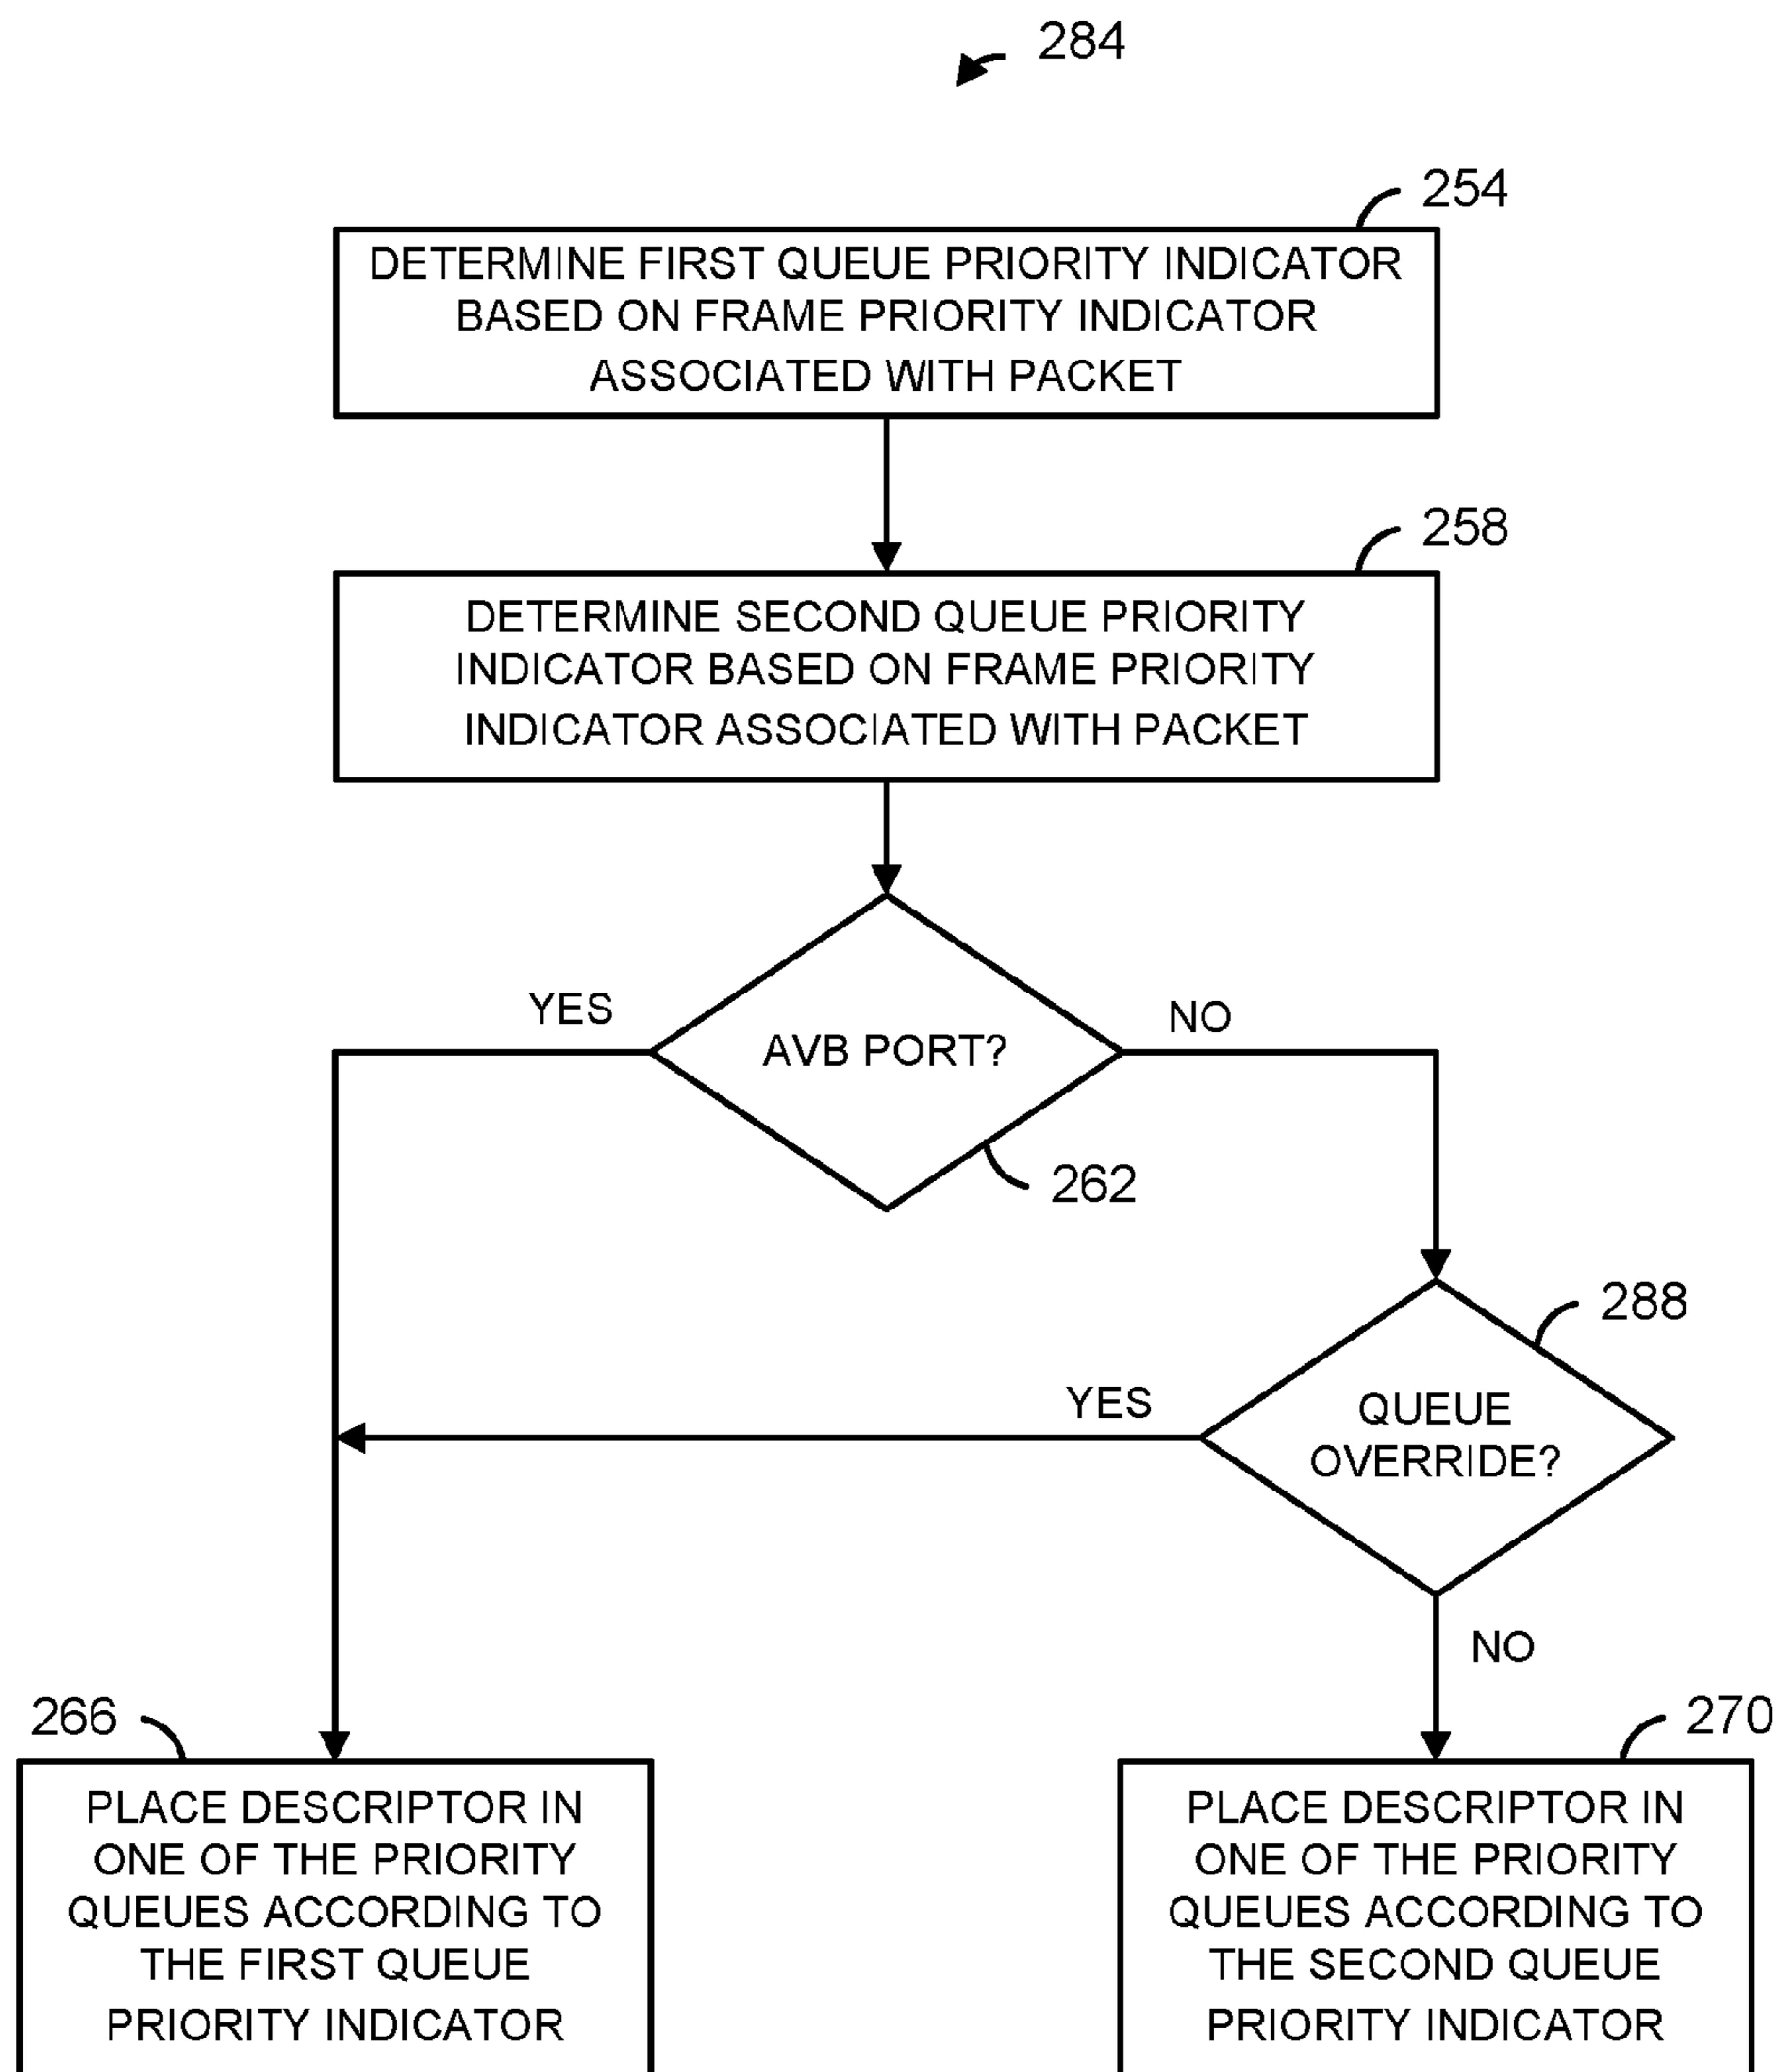 284
254
DETERMINE FIRST QUEUE PRIORITY INDICATOR
BASED ON FRAME PRIORITY INDICATOR
ASSOCIATED WITH PACKET
258
DETERMINE SECOND QUEUE PRIORITY
INDICATOR BASED ON FRAME PRIORITY
INDICATOR ASSOCIATED WITH PACKET
YES
NO
AVB PORT?
262
288
YES
QUEUE
OVERRIDE?
NO
266
PLACE DESCRIPTOR IN
ONE OF THE PRIORITY
QUEUES ACCORDING TO
THE FIRST QUEUE
PRIORITY INDICATOR
270
PLACE DESCRIPTOR IN
ONE OF THE PRIORITY
QUEUES ACCORDING TO
THE SECOND QUEUE
PRIORITY INDICATOR